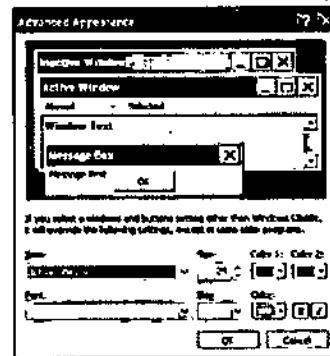 Advanced Appearance
Inactive Window
Active Window
Normal Selected
Window Text
Message Box
Message Text
OK
If you select a windows and buttons setting other than Windows Classic,
it will override the following settings, except in some older programs.
Item: Size: Color 1: Color 2:
Font: Size: Color:
OK Cancel